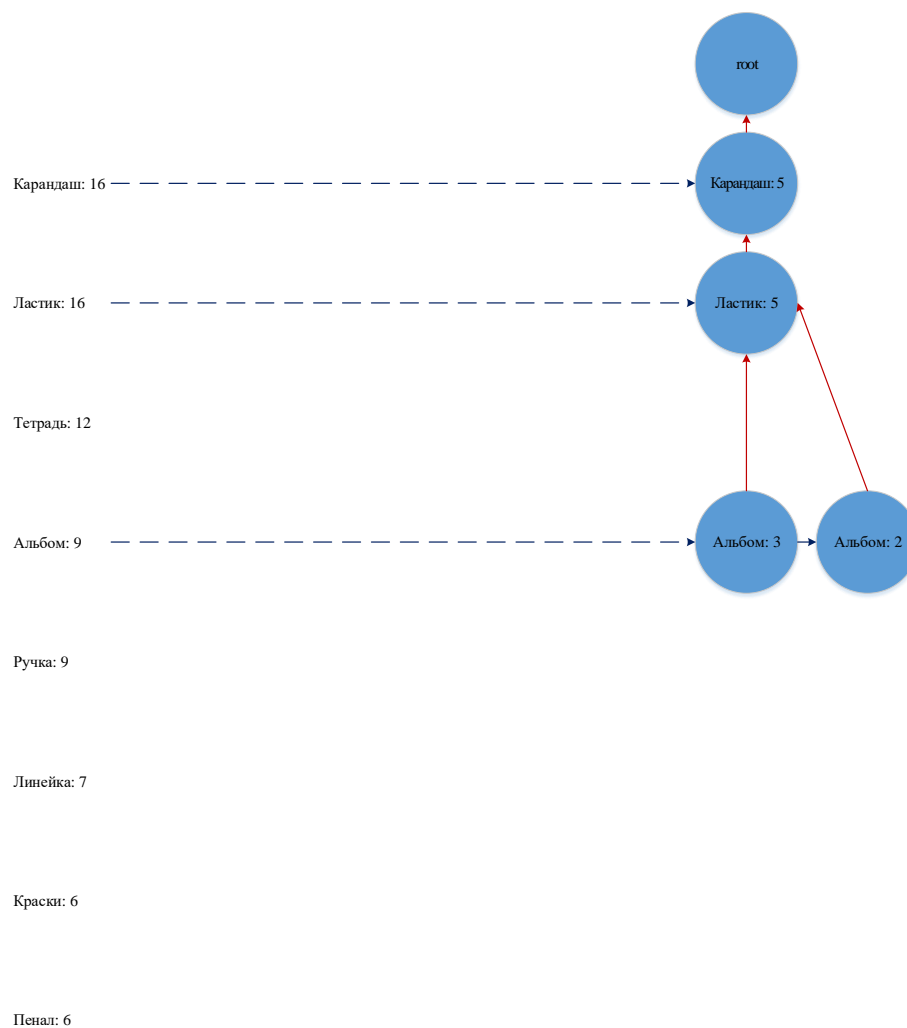 root
Карандаш: 16
Карандаш: 5
Ластик: 16
Ластик: 5
Тетрадь: 12
Альбом: 9
Альбом: 3
Альбом: 2
Ручка: 9
Линейка: 7
Краски: 6
Пенал: 6